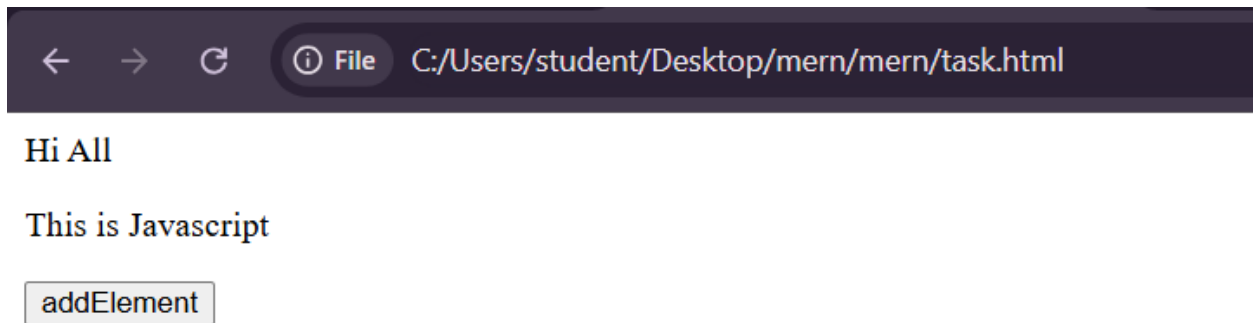 File C:/Users/student/Desktop/mern/mern/task.html
Hi All
This is Javascript
addElement